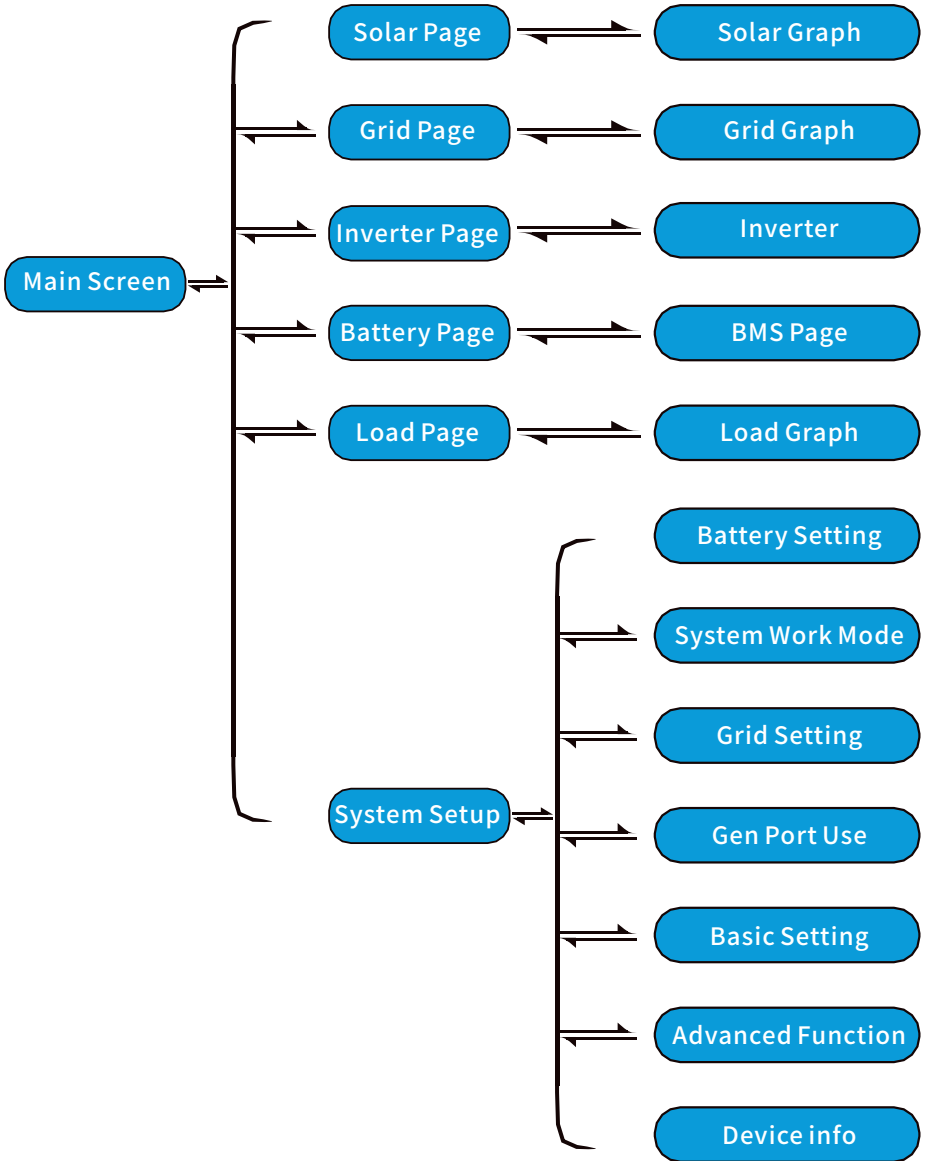 Solar Page
Solar Graph
Grid Page
Grid Graph
Inverter Page
Inverter
Main Screen
Battery Page
BMS Page
Load Page
Load Graph
Battery Setting
System Work Mode
Grid Setting
System Setup
Gen Port Use
Basic Setting
Advanced Function
Device info